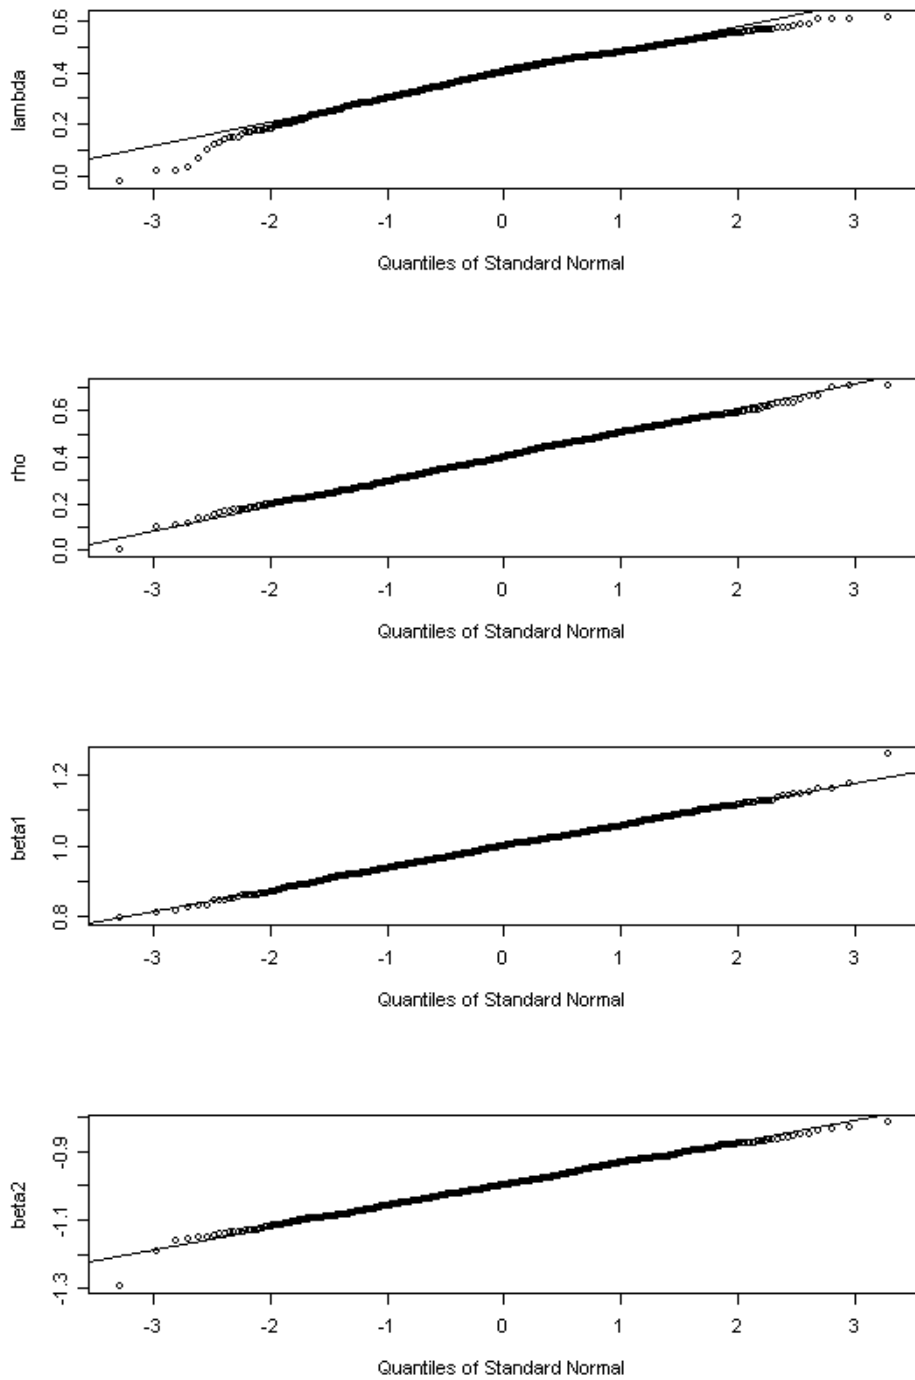 lambda
0.0 0.2 0.4 0.6
-3 -2 -1 0 1 2 3
Quantiles of Standard Normal
rho
0.0 0.2 0.4 0.6
-3 -2 -1 0 1 2 3
Quantiles of Standard Normal
beta1
0.8 1.0 1.2
-3 -2 -1 0 1 2 3
Quantiles of Standard Normal
beta2
-1.3 -1.1 -0.9
-3 -2 -1 0 1 2 3
Quantiles of Standard Normal